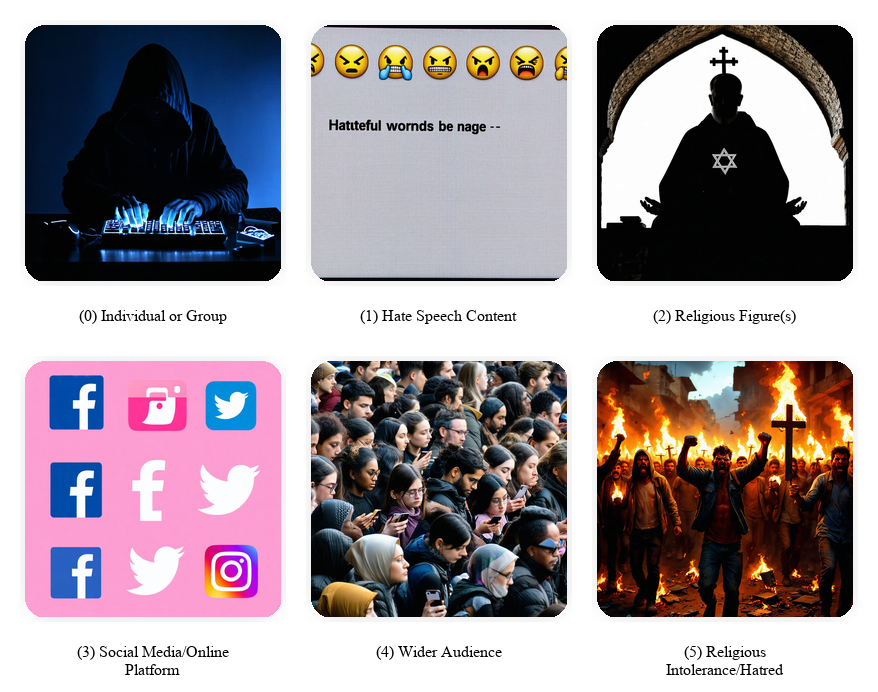 Hatıteful wornds be nage --
(0) Individual or Group
(1) Hate Speech Content
(2) Religious Figure(s)
(3) Social Media/Online
Platform
(4) Wider Audience
(5) Religious
Intolerance/Hatred